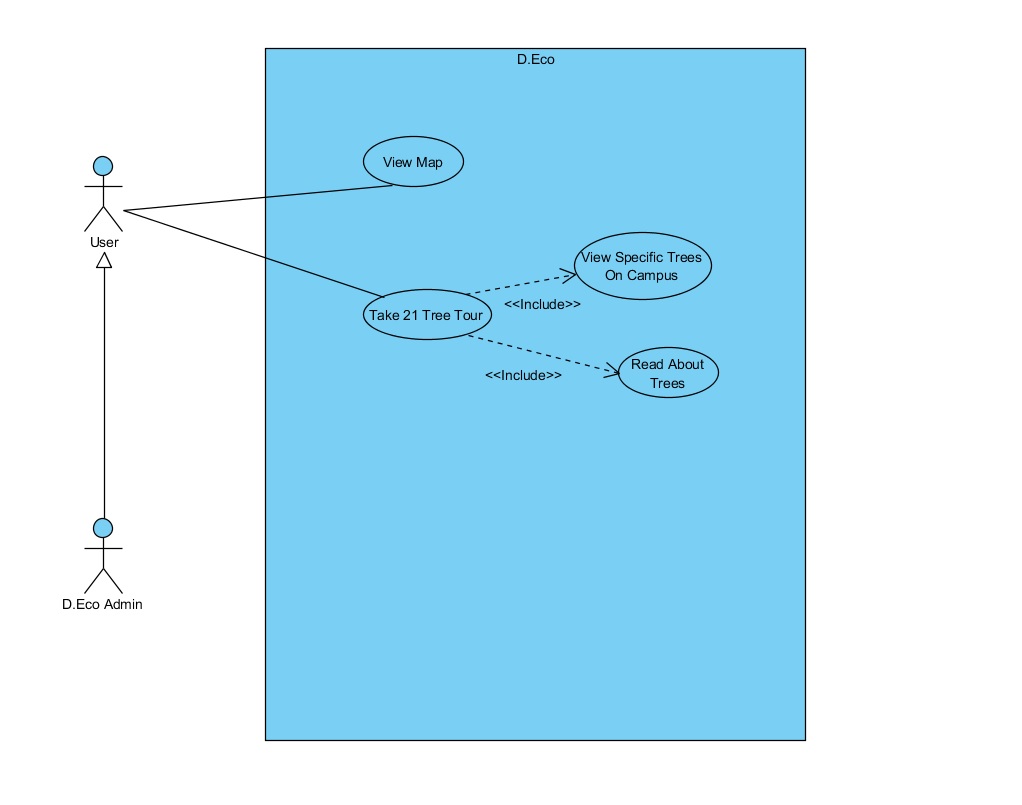 D.Eco
View Map
User
View Specific Trees
On Campus
<<Include>>
Take 21 Tree Tour
Read About
Trees
<<Include>>
D.Eco Admin